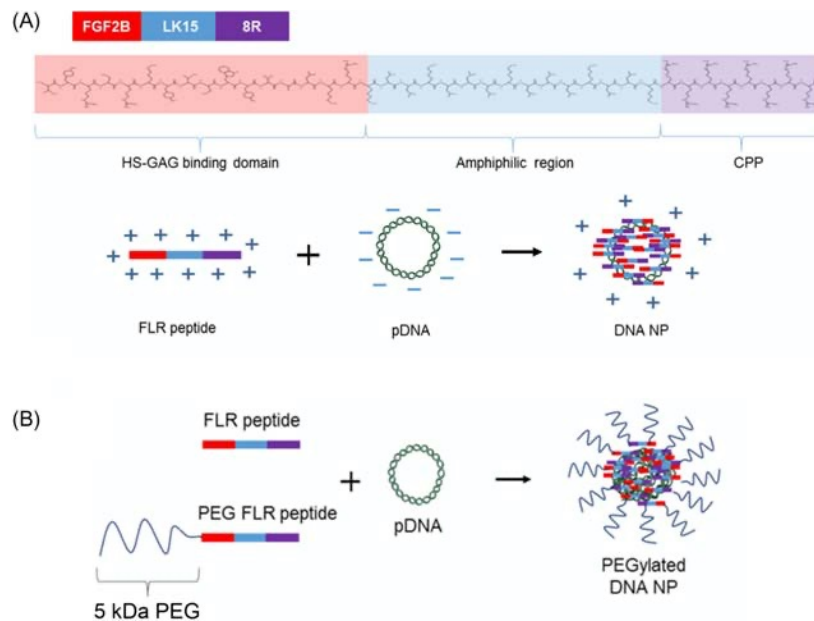 (A)
FGF2B LK15 8R
HS-GAG binding domain Amphiphilic region CPP
+ + + + + + + + + + + + − − − − − − − − − + + + + + + + +
FLR peptide pDNA DNA NP
(B)
FLR peptide
+
PEG FLR peptide
pDNA
PEGylated
DNA NP
5 kDa PEG